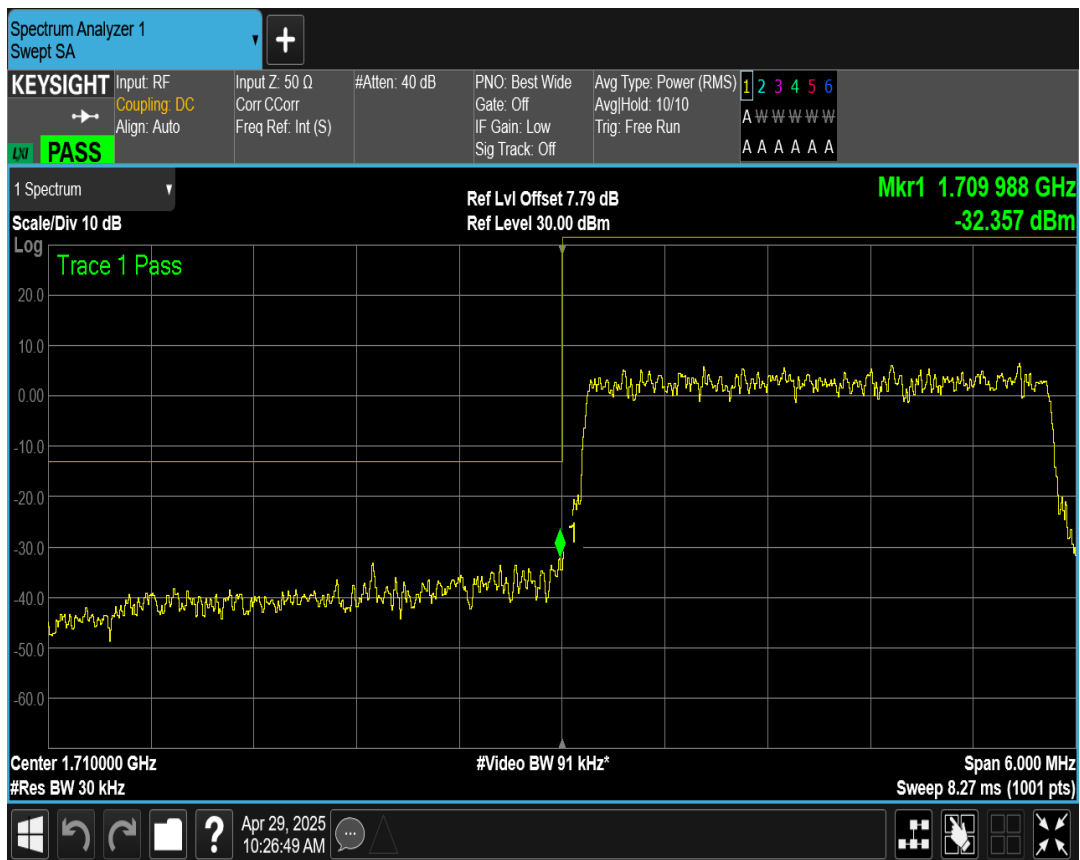 Spectrum Analyzer 1
Swept SA
+
KEYSIGHT
LXI PASS
Input: RF
Coupling: DC
Align: Auto
Input Z: 50 Ω
Corr CCorr
Freq Ref: Int (S)
#Atten: 40 dB
PNO: Best Wide
Gate: Off
IF Gain: Low
Sig Track: Off
Avg Type: Power (RMS)
Avg|Hold: 10/10
Trig: Free Run
1 2 3 4 5 6
A W W W W W
A A A A A A
1 Spectrum
Scale/Div 10 dB
Ref Lvl Offset 7.79 dB
Ref Level 30.00 dBm
Mkr1 1.709 988 GHz
-32.357 dBm
Log
Trace 1 Pass
20.0
10.0
0.00
-10.0
-20.0
1
-30.0
-40.0
-50.0
-60.0
Center 1.710000 GHz
#Video BW 91 kHz*
Span 6.000 MHz
#Res BW 30 kHz
Sweep 8.27 ms (1001 pts)
?
Apr 29, 2025
10:26:49 AM